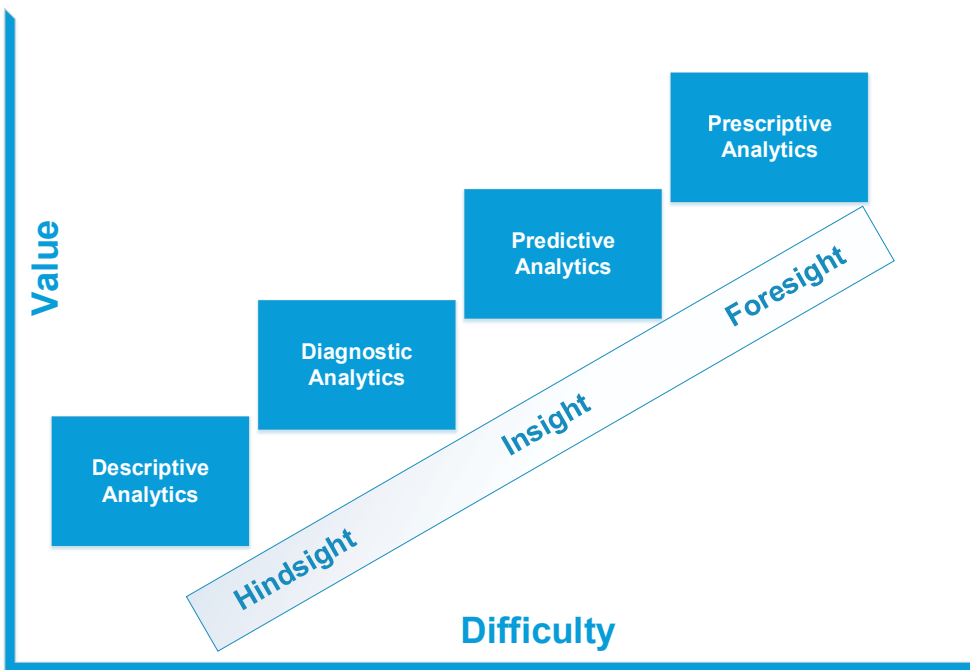 Prescriptive
Analytics
Predictive
Analytics
Value
Foresight
Diagnostic
Analytics
Insight
Descriptive
Analytics
Hindsight
Difficulty